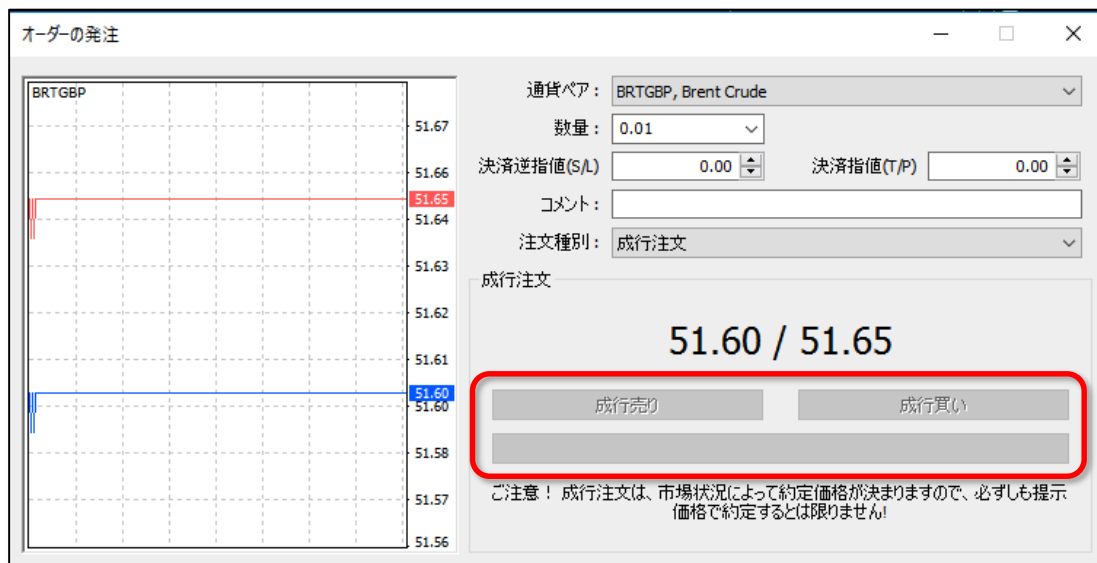 オーダーの発注
BRTGBP
51.67
51.66
51.65
51.64
51.63
51.62
51.61
51.60
51.60
51.58
51.57
51.56
通貨ペア: BRTGBP, Brent Crude
数量: 0.01
決済逆指値(S/L) 0.00 決済指値(T/P) 0.00
コメント:
注文種別: 成行注文
成行注文
51.60 / 51.65
成行売り 成行買い
ご注意! 成行注文は、市場状況によって約定価格が決まりますので、必ずしも提示
価格で約定するとは限りません!